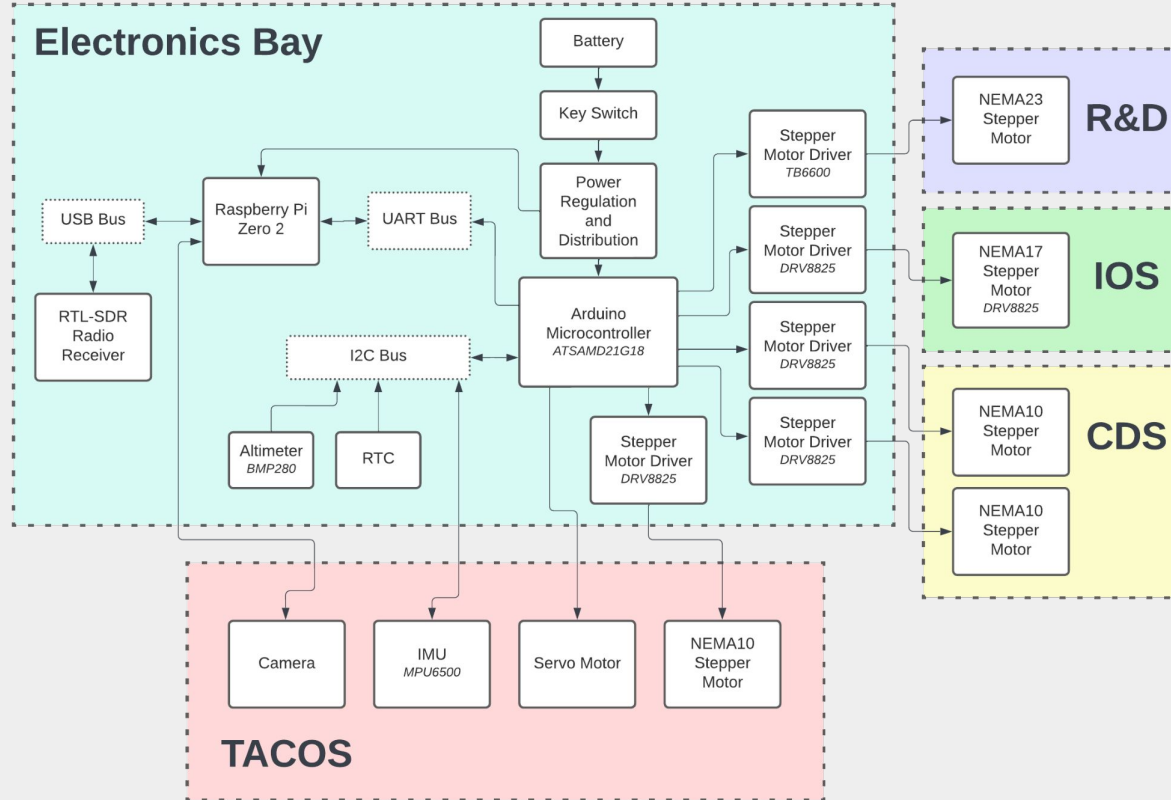 Electronics Bay
Battery
Key Switch
Power
Regulation
and
Distribution
Raspberry Pi
Zero 2
UART Bus
USB Bus
RTL-SDR
Radio
Receiver
Arduino
Microcontroller
ATSAMD21G18
I2C Bus
Altimeter
BMP280
RTC
Stepper
Motor Driver
TB6600
Stepper
Motor Driver
DRV8825
Stepper
Motor Driver
DRV8825
Stepper
Motor Driver
DRV8825
Stepper
Motor Driver
DRV8825
NEMA23
Stepper
Motor
R&D
NEMA17
Stepper
Motor
DRV8825
IOS
NEMA10
Stepper
Motor
CDS
NEMA10
Stepper
Motor
Camera
IMU
MPU6500
Servo Motor
NEMA10
Stepper
Motor
TACOS